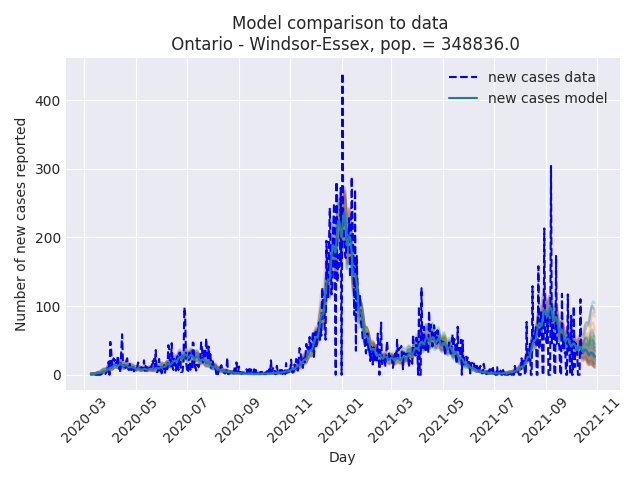 Model comparison to data
Ontario - Windsor-Essex, pop. = 348836.0
new cases data
new cases model
Number of new cases reported
400
300
200
100
0
2020-03
2020-05
2020-07
2020-09
2020-11
2021-01
2021-03
2021-05
2021-07
2021-09
2021-11
Day